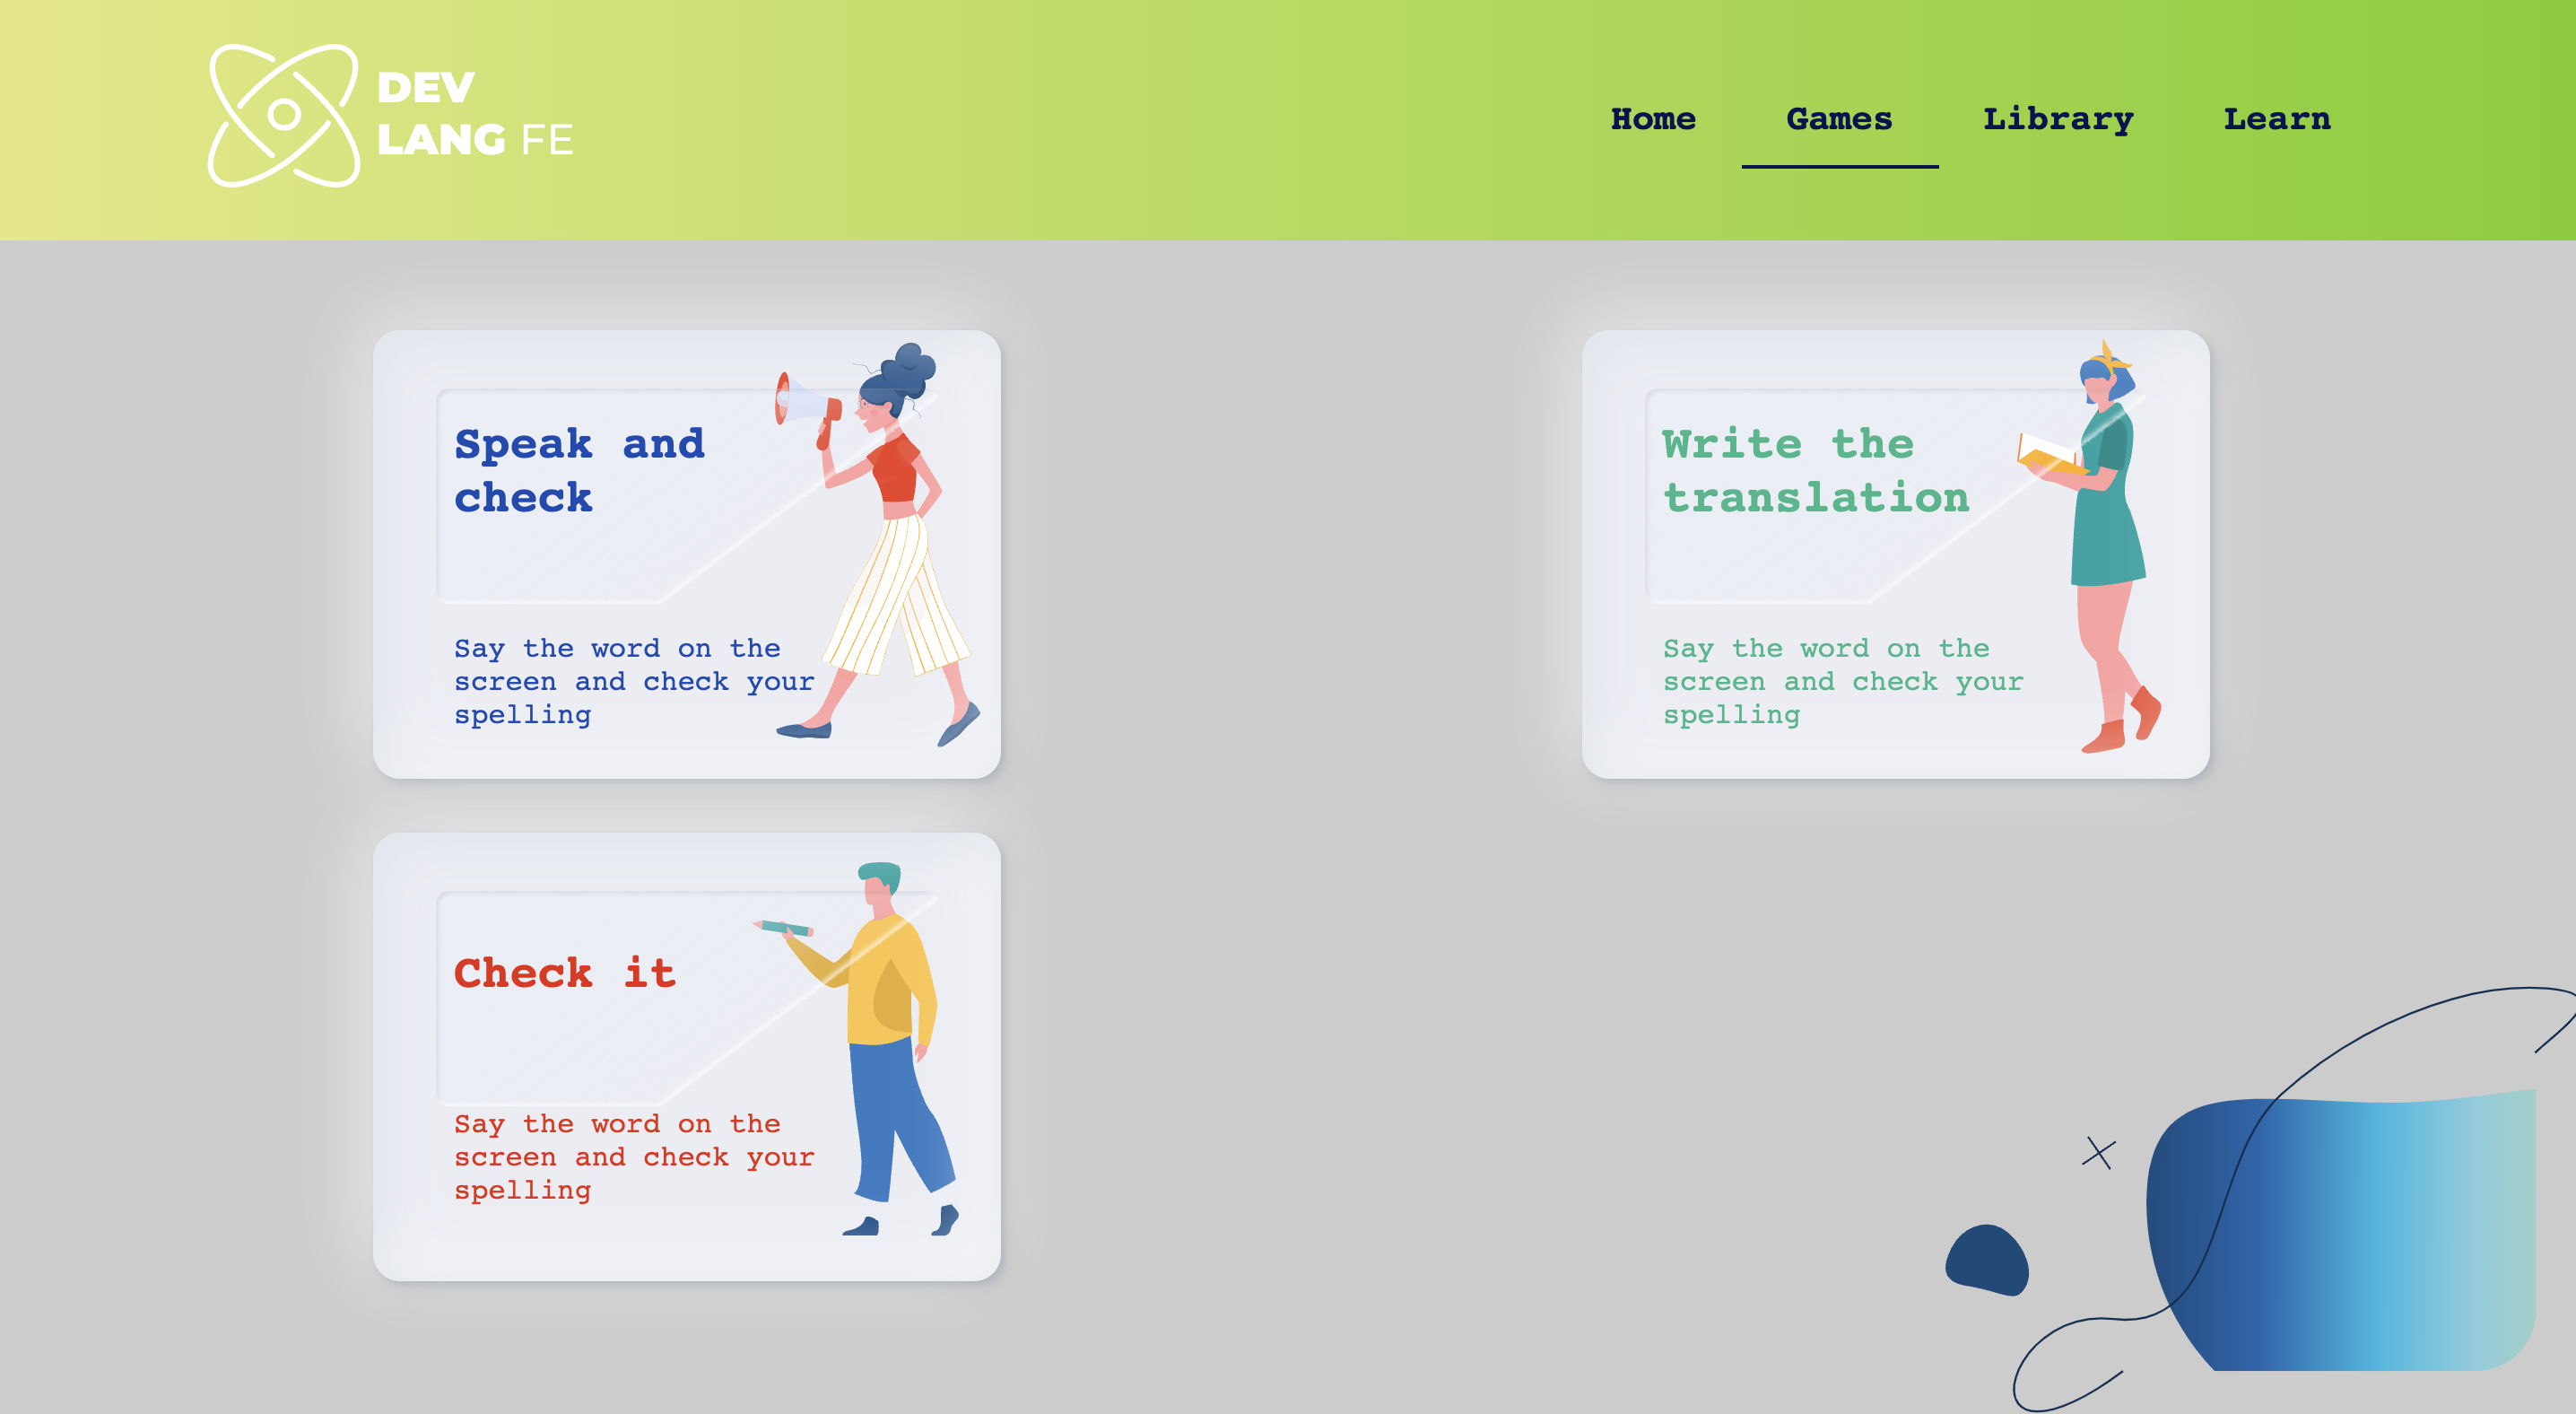 DEV
LANG FE
Home Games Library Learn
Speak and
check
Say the word on the
screen and check your
spelling
Write the
translation
Say the word on the
screen and check your
spelling
Check it
Say the word on the
screen and check your
spelling